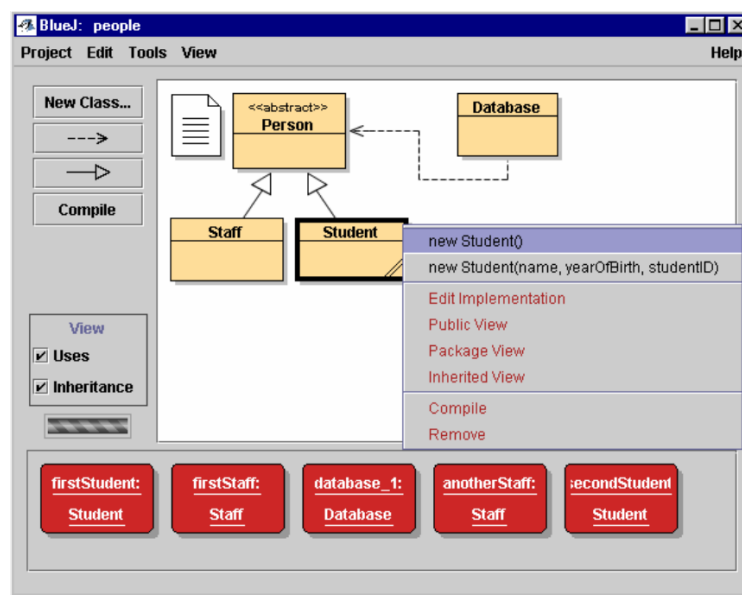 BlueJ: people
Project Edit Tools View Help
New Class...
Compile
<<abstract>>
Person
Database
Staff
Student
new Student()
new Student(name, yearOfBirth, studentID)
Edit Implementation
Public View
Package View
Inherited View
Compile
Remove
View
Uses
Inheritance
firstStudent:
Student
firstStaff:
Staff
database_1:
Database
anotherStaff:
Staff
econdStudent
Student